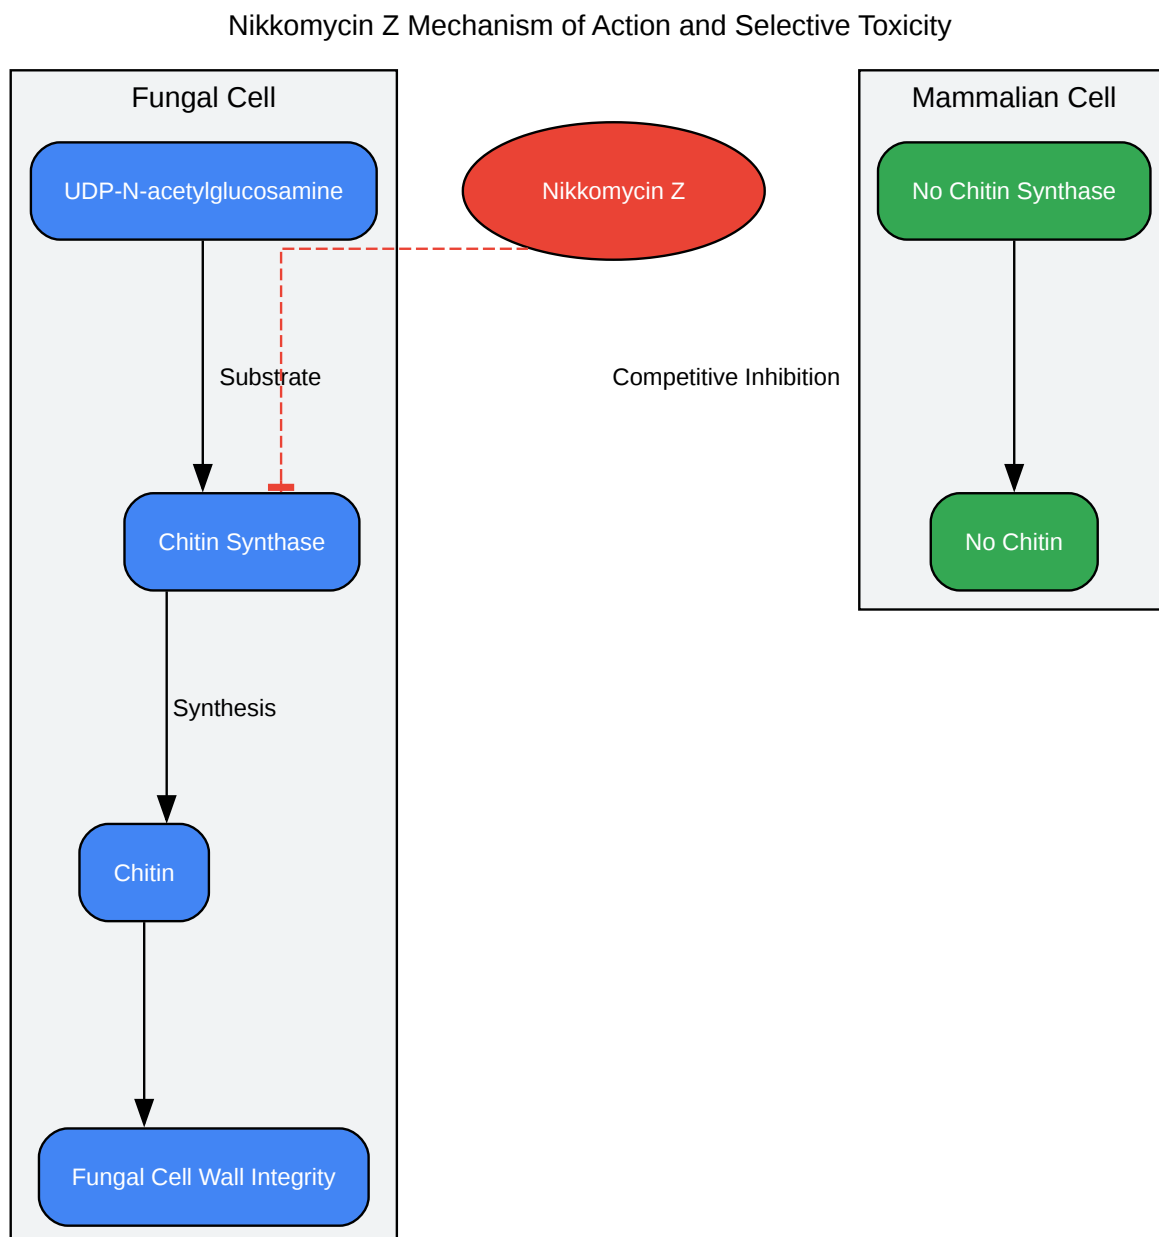 Nikkomycin Z Mechanism of Action and Selective Toxicity
Fungal Cell
Mammalian Cell
UDP-N-acetylglucosamine
Nikkomycin Z
No Chitin Synthase
Substrate
Competitive Inhibition
Chitin Synthase
No Chitin
Synthesis
Chitin
Fungal Cell Wall Integrity